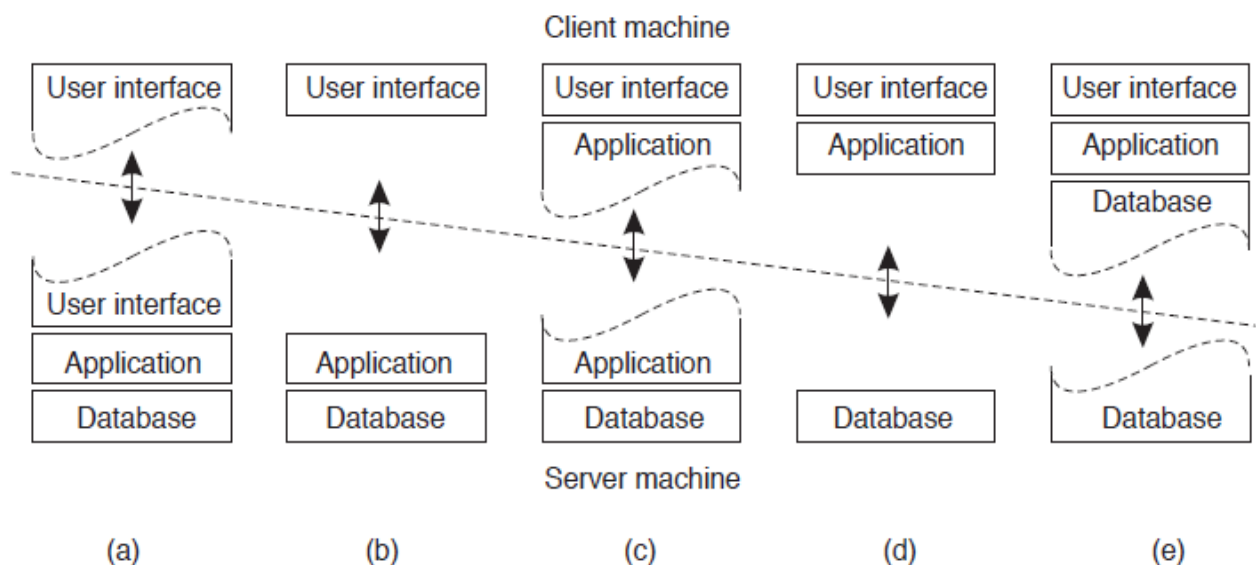 Client machine
User interface User interface User interface User interface User interface
Application Application Application
Database
User interface
Application Application Application
Database Database Database Database Database
Server machine
(a) (b) (c) (d) (e)